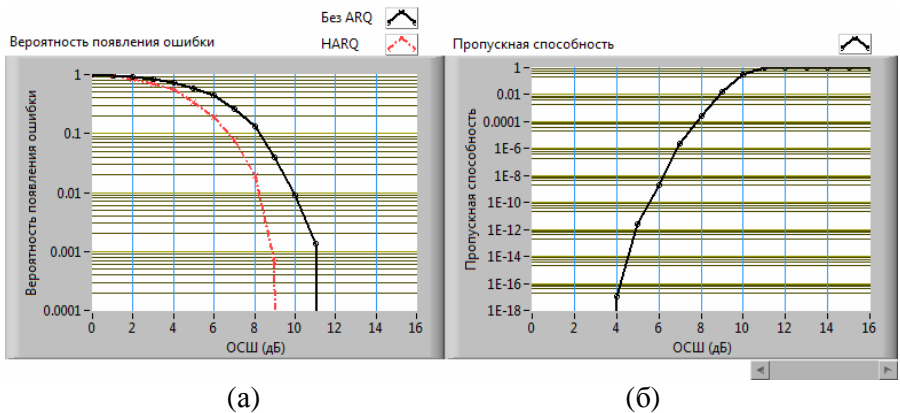 Без ARQ
HARQ
Вероятность появления ошибки
Пропускная способность
Вероятность появления ошибки
1
0.1
0.01
0.001
0.0001
0 2 4 6 8 10 12 14 16
ОСШ (дБ)
Пропускная способность
1
0.01
0.0001
1E-6
1E-8
1E-10
1E-12
1E-14
1E-16
1E-18
0 2 4 6 8 10 12 14 16
ОСШ (дБ)
(а)
(б)